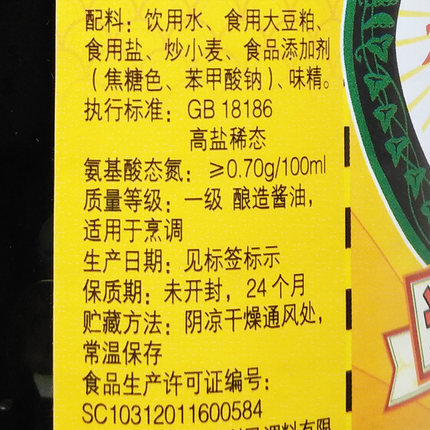 配料：饮用水、食用大豆粕、
食用盐、炒小麦、食品添加剂
（焦糖色、苯甲酸钠）、味精。
执行标准：GB 18186
高盐稀态
氨基酸态氮：≥0.70g/100ml
质量等级：一级 酿造酱油，
适用于烹调
生产日期：见标签标示
保质期：未开封，24个月
贮藏方法：阴凉干燥通风处，
常温保存
食品生产许可证编号：
SC10312011600584
调料有限